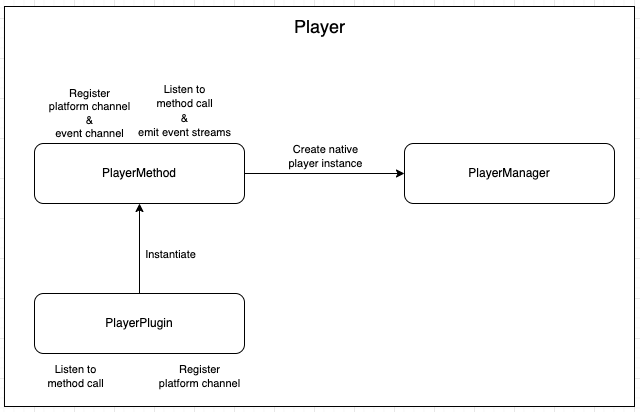 Player
Register
platform channel
&
event channel
Listen to
method call
&
emit event streams
PlayerMethod
Create native
player instance
PlayerManager
Instantiate
PlayerPlugin
Listen to
method call
Register
platform channel